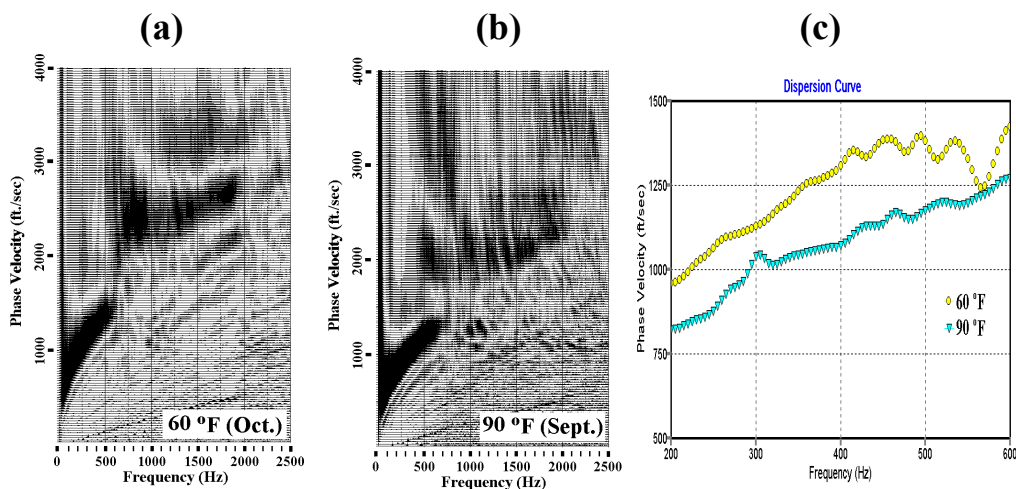 (a)
4000
3000
2000
1000
Phase Velocity (ft./sec)
60 °F (Oct.)
0 500 1000 1500 2000 2500
Frequency (Hz)
(b)
4000
3000
2000
1000
Phase Velocity (ft./sec)
90 °F (Sept.)
0 500 1000 1500 2000 2500
Frequency (Hz)
(c)
Dispersion Curve
1500
1250
1000
750
500
Phase Velocity (ft/sec)
60 °F
90 °F
200 300 400 500 600
Frequency (Hz)